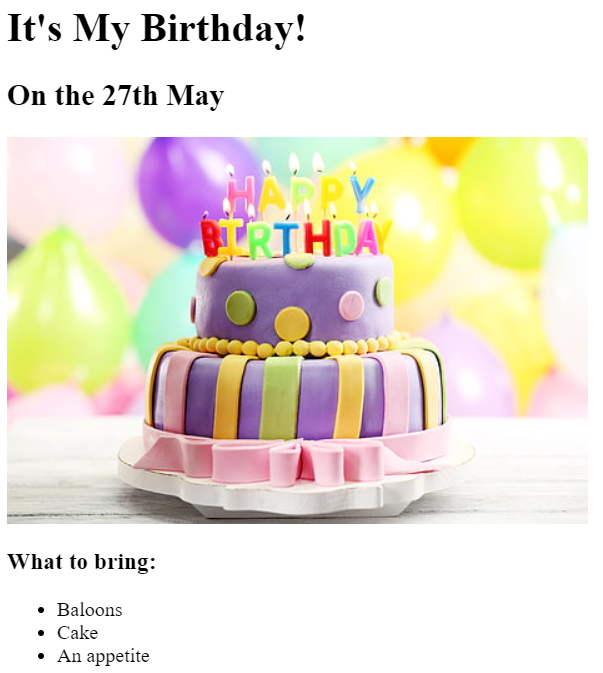 It's My Birthday!
On the 27th May
HAPPY
BIRTHDAY
What to bring:
Baloons
Cake
An appetite